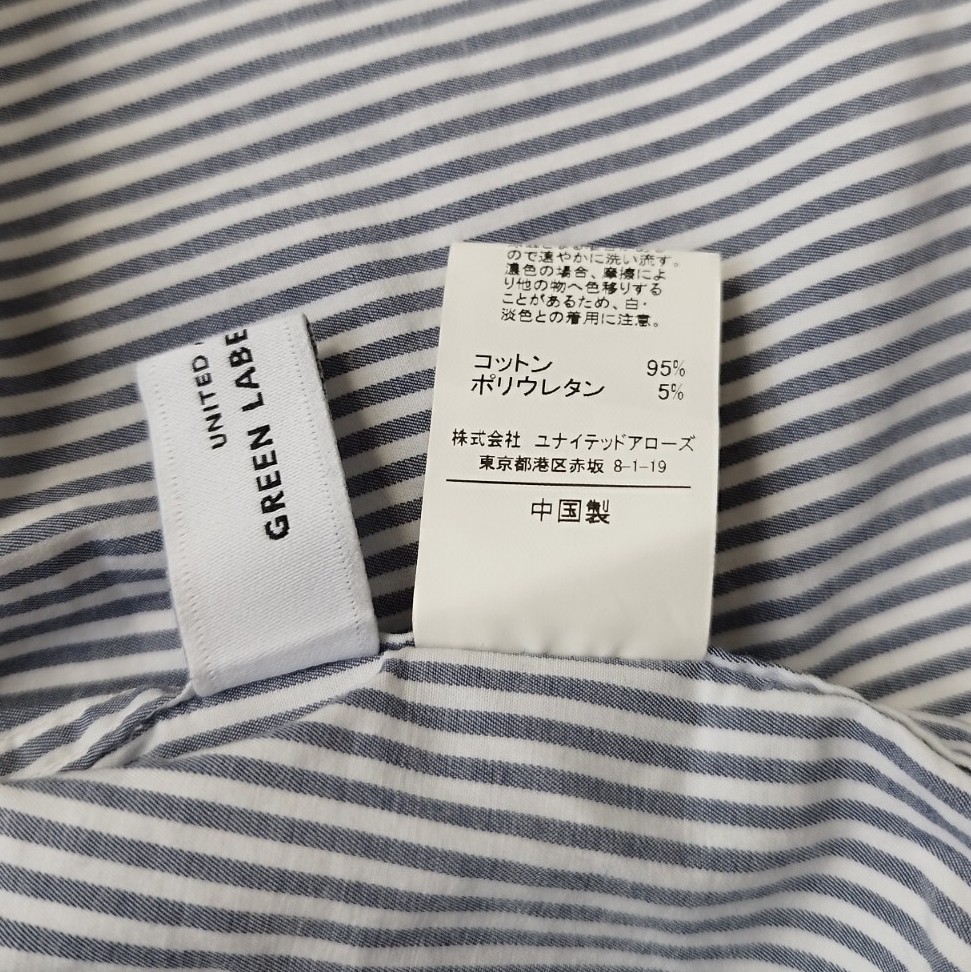 UNITED
GREEN LABE
ので速やかに洗い流す。
濃色の場合、摩擦によ
り他の物へ色移りする
ことがあるため、白・
淡色との着用に注意。
コットン 95%
ポリウレタン 5%
株式会社 ユナイテッドアローズ
東京都港区赤坂 8-1-19
中国製